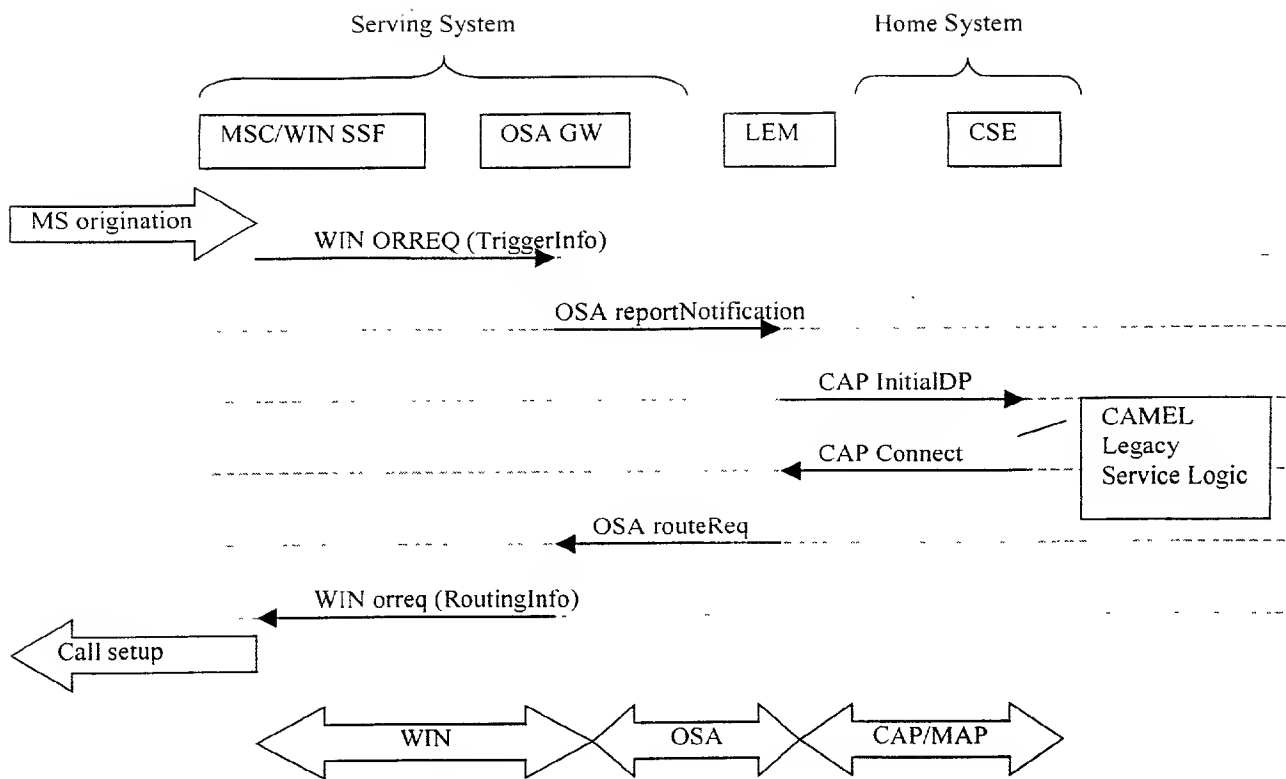 Serving System
Home System
MSC/WIN SSF
OSA GW
LEM
CSE
MS origination
WIN ORREQ (TriggerInfo)
OSA reportNotification
CAP InitialDP
CAMEL
Legacy
Service Logic
CAP Connect
OSA routeReq
WIN orreq (RoutingInfo)
Call setup
WIN
OSA
CAP/MAP